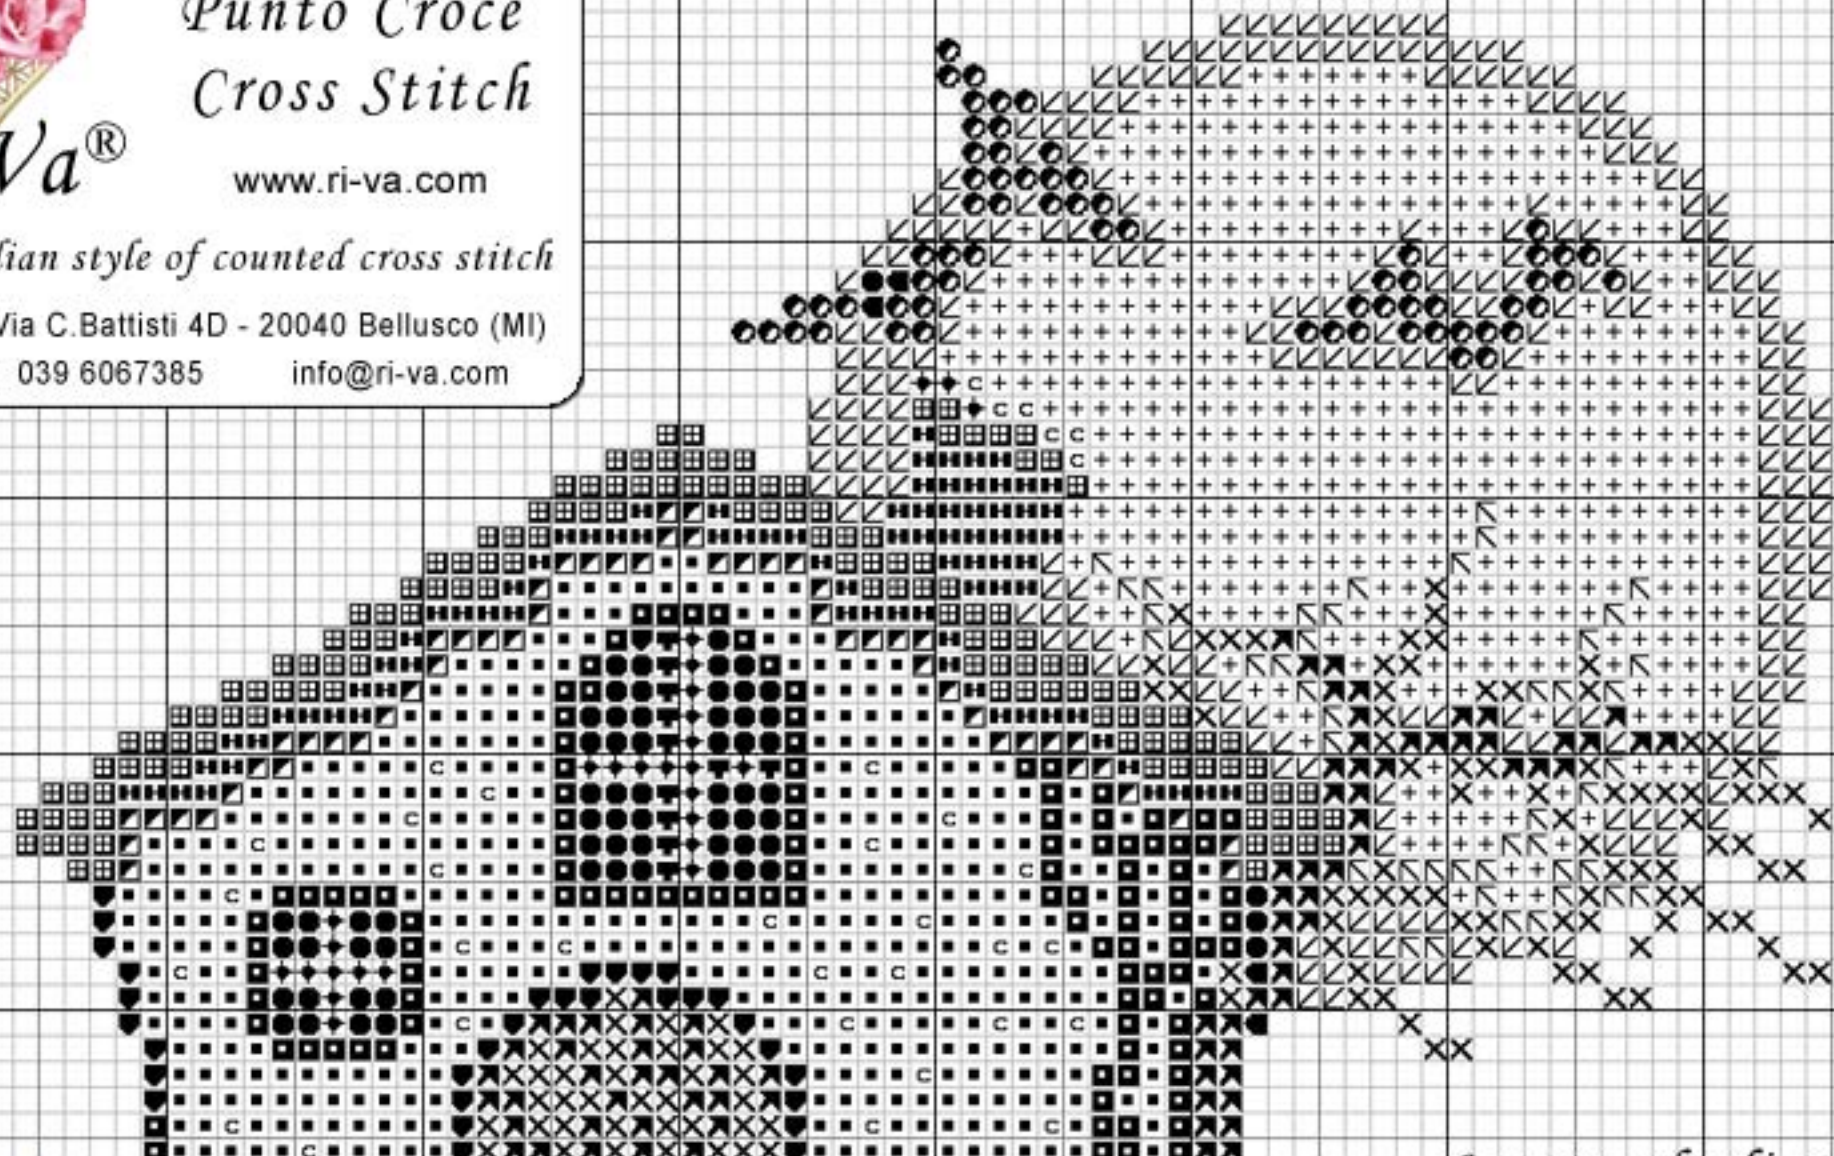 Punto Croce
Cross Stitch
Va®
www.ri-va.com
lian style of counted cross stitch
Via C.Battisti 4D - 20040 Bellusco (MI)
039 6067385 info@ri-va.com